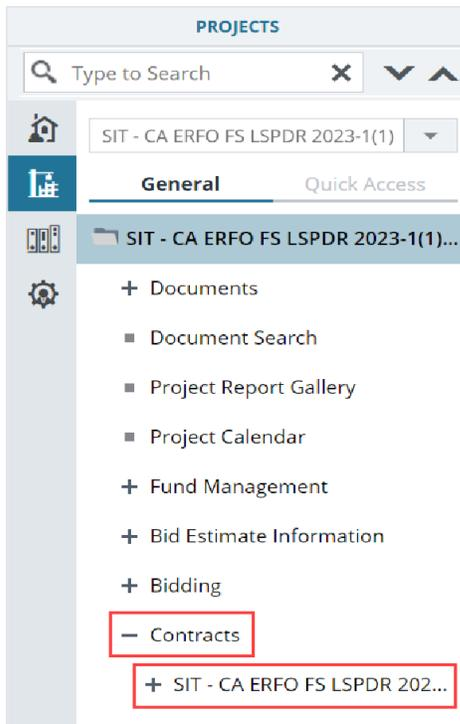 PROJECTS
Type to Search
SIT - CA ERFO FS LSPDR 2023-1(1)
General Quick Access
SIT - CA ERFO FS LSPDR 2023-1(1)...
Documents
Document Search
Project Report Gallery
Project Calendar
Fund Management
Bid Estimate Information
Bidding
Contracts
SIT - CA ERFO FS LSPDR 202...